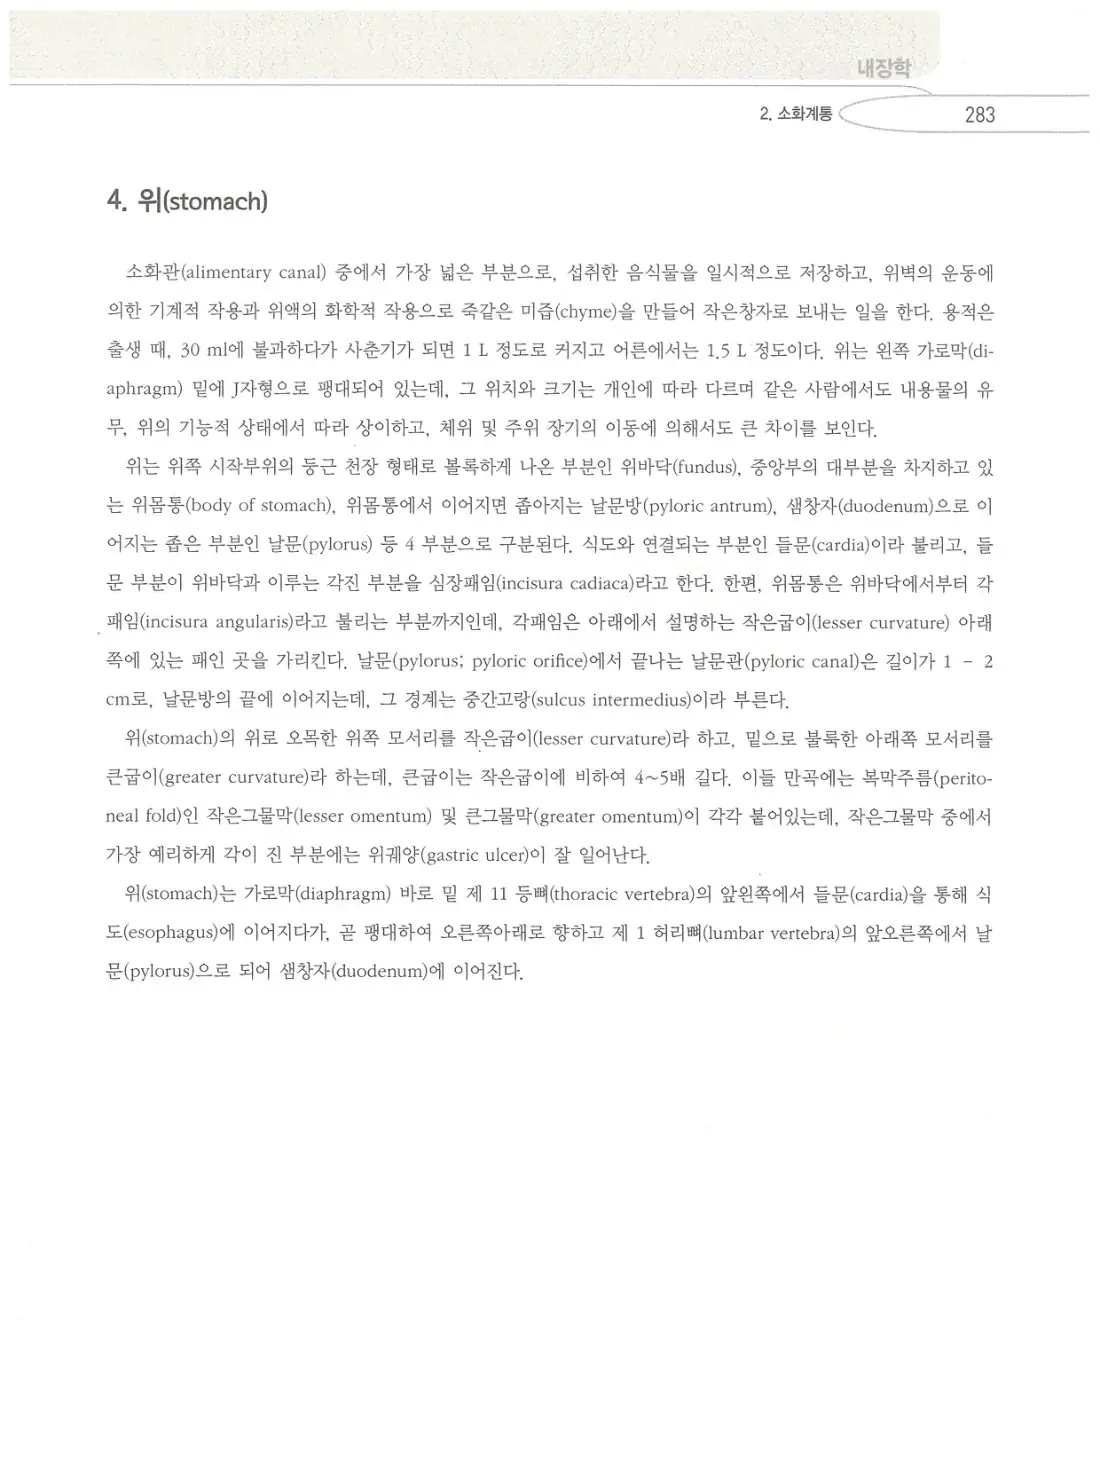 내장학
2. 소화계통
283
4. 위(stomach)
소화관(alimentary canal) 중에서 가장 넓은 부분으로, 섭취한 음식물을 일시적으로 저장하고, 위벽의 운동에
의한 기계적 작용과 위액의 화학적 작용으로 죽같은 미즙(chyme)을 만들어 작은창자로 보내는 일을 한다. 용적은
출생 때, 30 ml에 불과하다가 사춘기가 되면 1 L 정도로 커지고 어른에서는 1.5 L 정도이다. 위는 왼쪽 가로막(di-
aphragm) 밑에 J자형으로 팽대되어 있는데, 그 위치와 크기는 개인에 따라 다르며 같은 사람에서도 내용물의 유
무, 위의 기능적 상태에서 따라 상이하고, 체위 및 주위 장기의 이동에 의해서도 큰 차이를 보인다.
위는 위쪽 시작부위의 둥근 천장 형태로 볼록하게 나온 부분인 위바닥(fundus), 중앙부의 대부분을 차지하고 있
는 위몸통(body of stomach), 위몸통에서 이어지면 좁아지는 날문방(pyloric antrum), 샘창자(duodenum)으로 이
어지는 좁은 부분인 날문(pylorus) 등 4 부분으로 구분된다. 식도와 연결되는 부분인 들문(cardia)이라 불리고, 들
문 부분이 위바닥과 이루는 각진 부분을 심장패임(incisura cadiaca)라고 한다. 한편, 위몸통은 위바닥에서부터 각
패임(incisura angularis)라고 불리는 부분까지인데, 각패임은 아래에서 설명하는 작은굽이(lesser curvature) 아래
쪽에 있는 패인 곳을 가리킨다. 날문(pylorus; pyloric orifice)에서 끝나는 날문관(pyloric canal)은 길이가 1 - 2
cm로, 날문방의 끝에 이어지는데, 그 경계는 중간고랑(sulcus intermedius)이라 부른다.
위(stomach)의 위로 오목한 위쪽 모서리를 작은굽이(lesser curvature)라 하고, 밑으로 불룩한 아래쪽 모서리를
큰굽이(greater curvature)라 하는데, 큰굽이는 작은굽이에 비하여 4~5배 길다. 이들 만곡에는 복막주름(perito-
neal fold)인 작은그물막(lesser omentum) 및 큰그물막(greater omentum)이 각각 붙어있는데, 작은그물막 중에서
가장 예리하게 각이 진 부분에는 위궤양(gastric ulcer)이 잘 일어난다.
위(stomach)는 가로막(diaphragm) 바로 밑 제 11 등뼈(thoracic vertebra)의 앞왼쪽에서 들문(cardia)을 통해 식
도(esophagus)에 이어지다가, 곧 팽대하여 오른쪽아래로 향하고 제 1 허리뼈(lumbar vertebra)의 앞오른쪽에서 날
문(pylorus)으로 되어 샘창자(duodenum)에 이어진다.